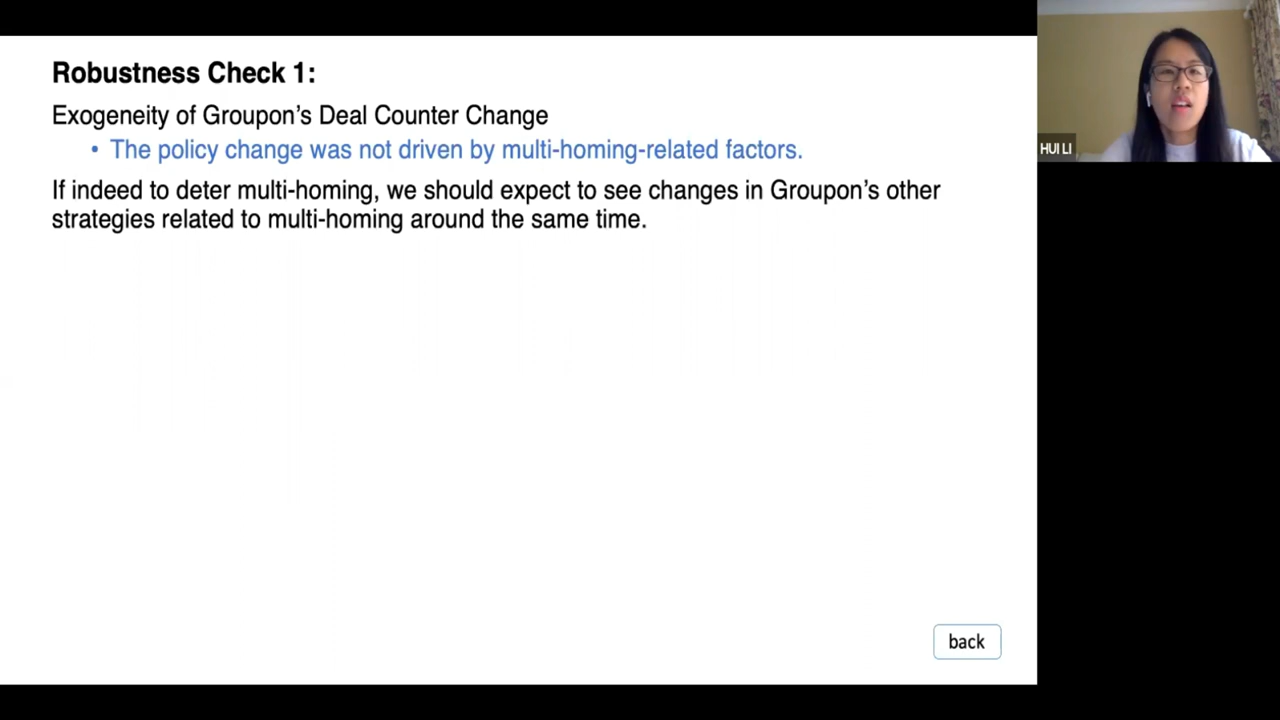 Robustness Check 1:
Exogeneity of Groupon’s Deal Counter Change
• The policy change was not driven by multi-homing-related factors.
If indeed to deter multi-homing, we should expect to see changes in Groupon’s other
strategies related to multi-homing around the same time.
back
HUI LI